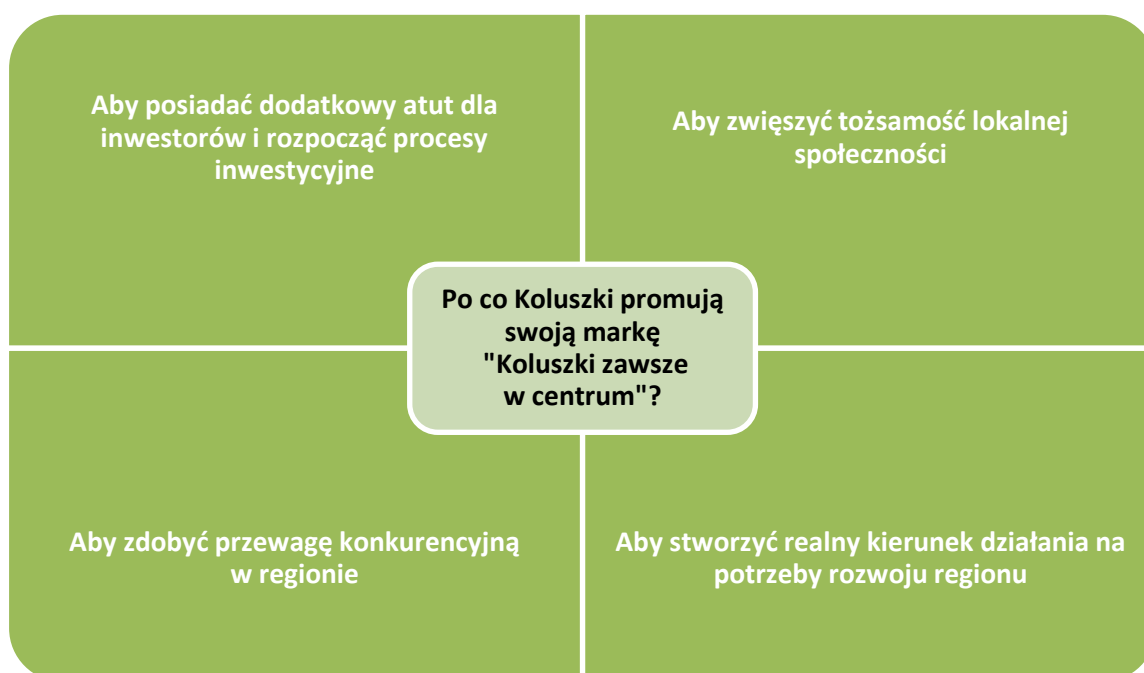 Aby posiadać dodatkowy atut dla
inwestorów i rozpocząć procesy
inwestycyjne
Aby zwięszyć tożsamość lokalnej
społeczności
Po co Koluszki promują
swoją markę
"Koluszki zawsze
w centrum"?
Aby zdobyć przewagę konkurencyjną
w regionie
Aby stworzyć realny kierunek działania na
potrzeby rozwoju regionu